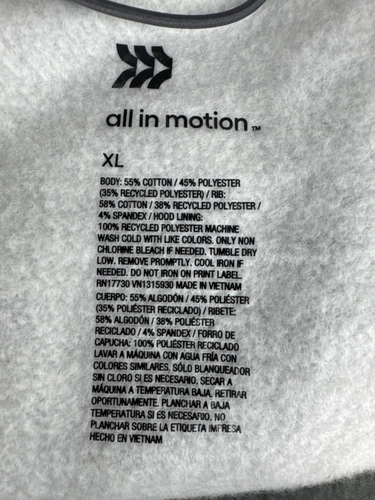 all in motion™
XL
BODY: 55% COTTON / 45% POLYESTER
(35% RECYCLED POLYESTER) / RIB:
58% COTTON / 38% RECYCLED POLYESTER /
4% SPANDEX / HOOD LINING:
100% RECYCLED POLYESTER MACHINE
WASH COLD WITH LIKE COLORS. ONLY NON
CHLORINE BLEACH IF NEEDED. TUMBLE DRY
LOW. REMOVE PROMPTLY. COOL IRON IF
NEEDED. DO NOT IRON ON PRINT LABEL.
RN17730 VN1315930 MADE IN VIETNAM
CUERPO: 55% ALGODÓN / 45% POLIÉSTER
(35% POLIÉSTER RECICLADO) / RIBETE:
58% ALGODÓN / 38% POLIÉSTER
RECICLADO / 4% SPANDEX / FORRO DE
CAPUCHA: 100% POLIÉSTER RECICLADO
LAVAR A MÁQUINA CON AGUA FRÍA CON
COLORES SIMILARES. SÓLO BLANQUEADOR
SIN CLORO SI ES NECESARIO. SECAR A
MÁQUINA A TEMPERATURA BAJA. RETIRAR
OPORTUNAMENTE. PLANCHAR A BAJA
TEMPERATURA SI ES NECESARIO. NO
PLANCHAR SOBRE LA ETIQUETA IMPRESA
HECHO EN VIETNAM